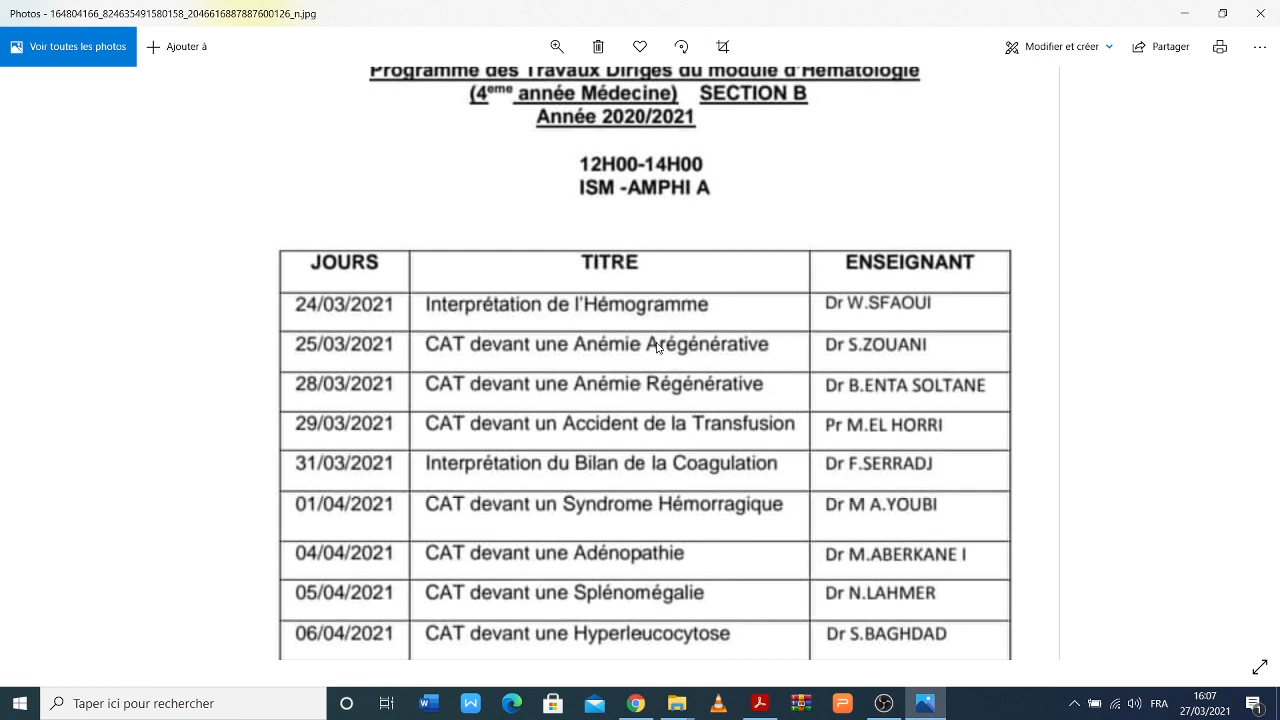 Photos - 164804166_824635491580158_2046616887887600126_n.jpg
Voir toutes les photos
Ajouter à
Modifier et créer
Partager
Programme des Travaux Dirigés du module d'Hématologie
(4eme année Médecine) SECTION B
Année 2020/2021
12H00-14H00
ISM -AMPHI A
JOURS TITRE ENSEIGNANT
24/03/2021 Interprétation de l'Hémogramme Dr W.SFAOUI
25/03/2021 CAT devant une Anémie Arégénérative Dr S.ZOUANI
28/03/2021 CAT devant une Anémie Régénérative Dr B.ENTA SOLTANE
29/03/2021 CAT devant un Accident de la Transfusion Pr M.EL HORRI
31/03/2021 Interprétation du Bilan de la Coagulation Dr F.SERRADJ
01/04/2021 CAT devant un Syndrome Hémorragique Dr M A.YOUBI
04/04/2021 CAT devant une Adénopathie Dr M.ABERKANE I
05/04/2021 CAT devant une Splénomégalie Dr N.LAHMER
06/04/2021 CAT devant une Hyperleucocytose Dr S.BAGHDAD
Taperici pour rechercher
FRA
16:07
27/03/2021